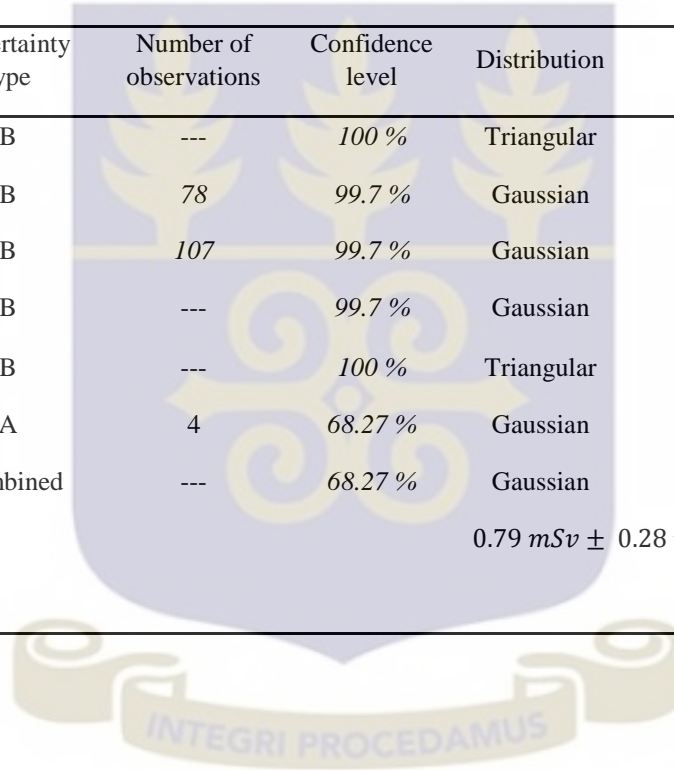 ertainty Number of Confidence Distribution
ype observations level
B --- 100 % Triangular
B 78 99.7 % Gaussian
B 107 99.7 % Gaussian
B --- 99.7 % Gaussian
B --- 100 % Triangular
A 4 68.27 % Gaussian
nbined --- 68.27 % Gaussian
0.79 mSv ± 0.28
INTEGRI PROCEDAMUS